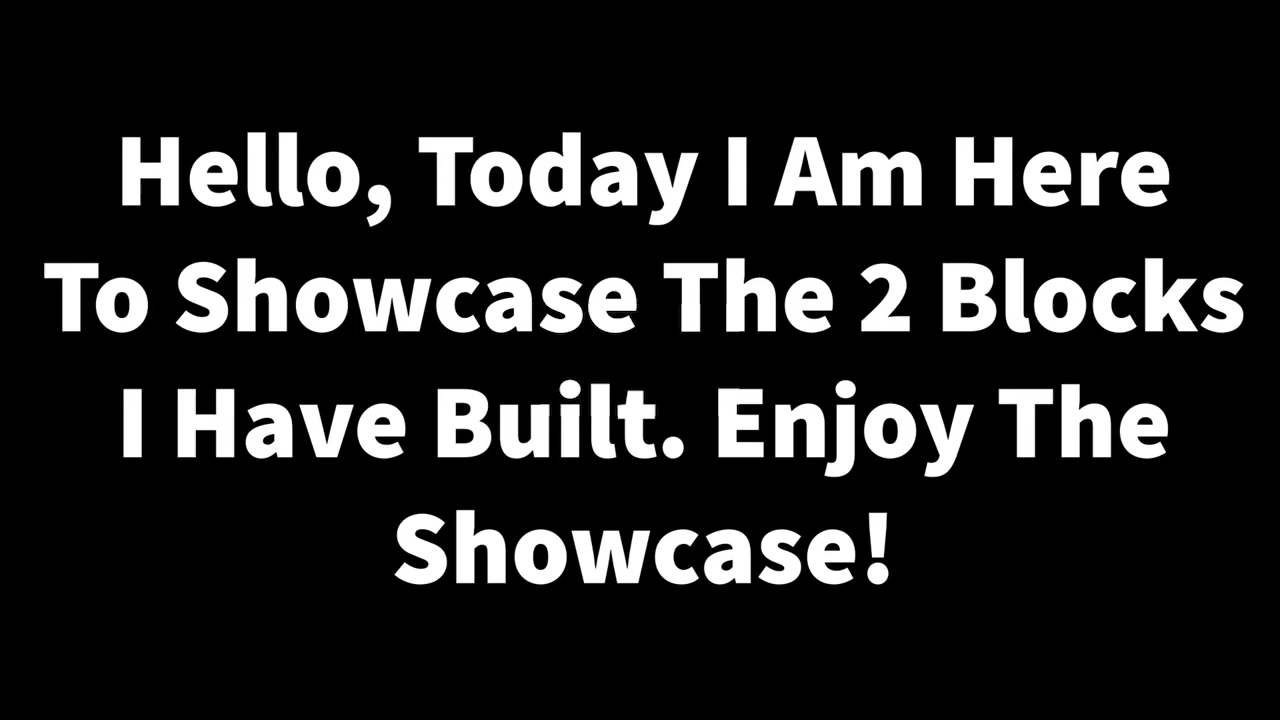 Hello, Today I Am Here
To Showcase The 2 Blocks
I Have Built. Enjoy The
Showcase!